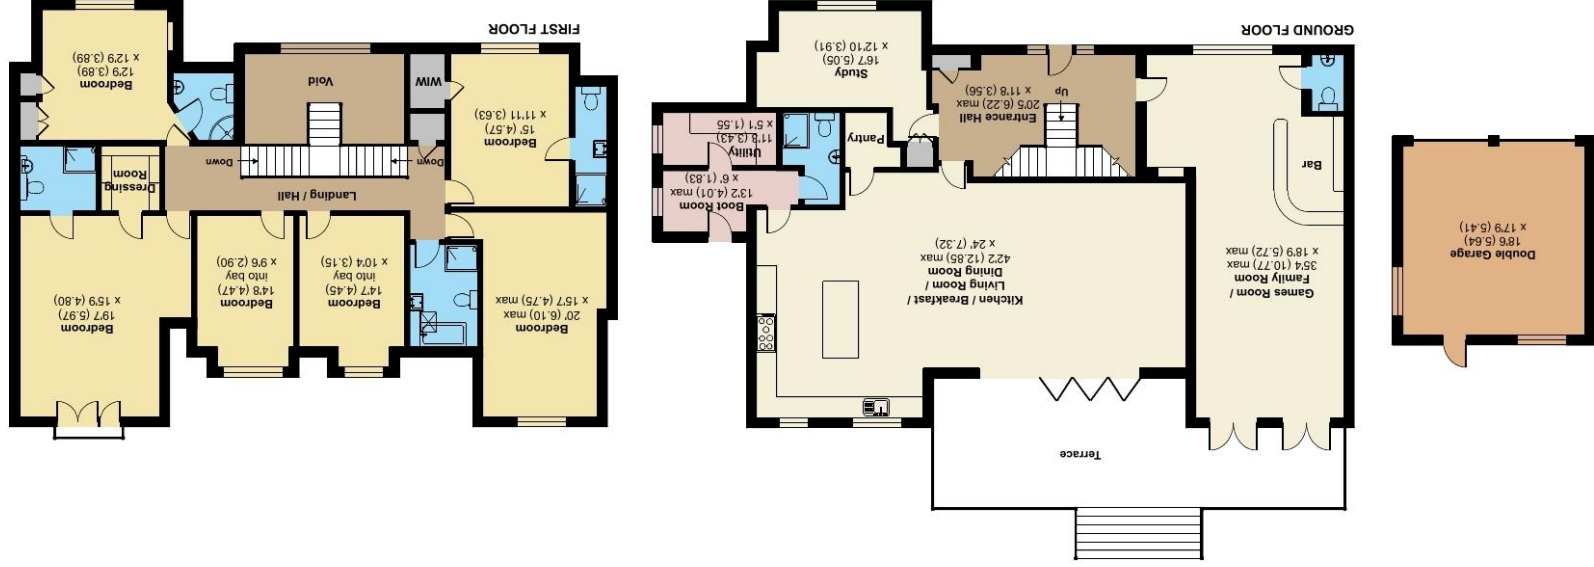 Double Garage
18'6 (5.64)
x 17'9 (5.41)
Terrace
Games Room /
Family Room
35'4 (10.77) max
x 18'9 (5.72) max
Bar
Kitchen / Breakfast /
Living Room /
Dining Room
42'2 (12.85) max
x 24' (7.32)
Boot Room
13'2 (4.01) max
x 6' (1.83)
Utility
11'8 (3.43)
x 5'1 (1.55
Pantry
Up
Entrance Hall
20'5 (6.22) max
x 11'8 (3.56)
Study
16'7 (5.05)
x 12'10 (3.91)
GROUND FLOOR
Bedroom
20' (6.10) max
x 15'7 (4.75) max
Bedroom
14'7 (4.45)
into bay
x 10'4 (3.15)
Bedroom
14'8 (4.47)
into bay
x 9'6 (2.90)
Bedroom
19'7 (5.97)
x 15'9 (4.80)
Landing / Hall
Dressing
Room
Down
Down
Bedroom
15' (4.57)
x 11'11 (3.63)
WIW
Void
Bedroom
12'9 (3.89)
x 12'9 (3.89)
FIRST FLOOR